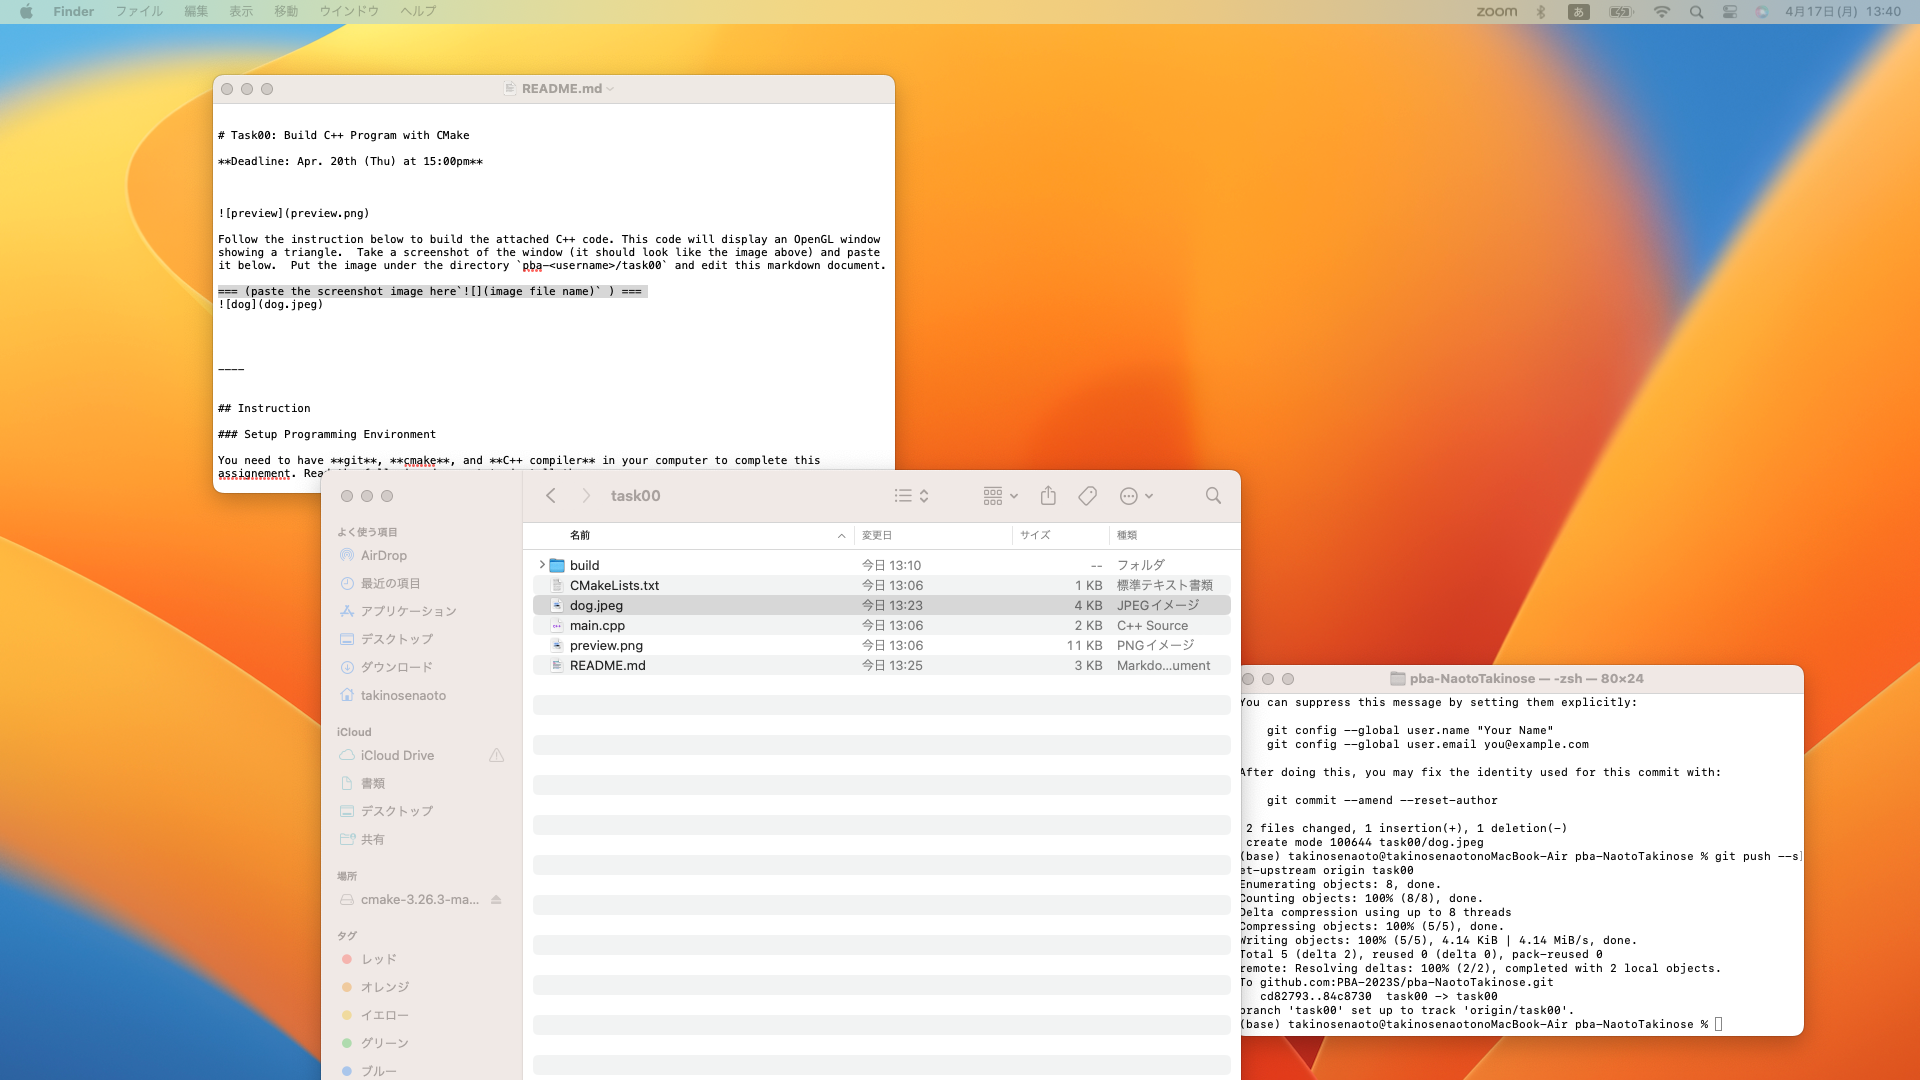 Finder ファイル 編集 表示 移動 ウインドウ ヘルプ
zoom あ 4月17日(月) 13:40
README.md
# Task00: Build C++ Program with CMake
**Deadline: Apr. 20th (Thu) at 15:00pm**
![preview](preview.png)
Follow the instruction below to build the attached C++ code. This code will display an OpenGL window
showing a triangle.  Take a screenshot of the window (it should look like the image above) and paste
it below.  Put the image under the directory `pba-<username>/task00` and edit this markdown document.
=== (paste the screenshot image here`![](image file name)` ) ===
![dog](dog.jpeg)
----
## Instruction
### Setup Programming Environment
You need to have **git**, **cmake**, and **C++ compiler** in your computer to complete this
assignement. Rea
task00
よく使う項目
AirDrop
最近の項目
アプリケーション
デスクトップ
ダウンロード
takinosenaoto
iCloud
iCloud Drive
書類
デスクトップ
共有
場所
cmake-3.26.3-ma...
タグ
レッド
オレンジ
イエロー
グリーン
ブルー
名前 変更日 サイズ 種類
build 今日 13:10 -- フォルダ
CMakeLists.txt 今日 13:06 1 KB 標準テキスト書類
dog.jpeg 今日 13:23 4 KB JPEGイメージ
main.cpp 今日 13:06 2 KB C++ Source
preview.png 今日 13:06 11 KB PNGイメージ
README.md 今日 13:25 3 KB Markdo...ument
pba-NaotoTakinose — -zsh — 80×24
You can suppress this message by setting them explicitly:
git config --global user.name "Your Name"
git config --global user.email you@example.com
After doing this, you may fix the identity used for this commit with:
git commit --amend --reset-author
2 files changed, 1 insertion(+), 1 deletion(-)
create mode 100644 task00/dog.jpeg
(base) takinosenaoto@takinosenaotonoMacBook-Air pba-NaotoTakinose % git push --s
et-upstream origin task00
Enumerating objects: 8, done.
Counting objects: 100% (8/8), done.
Delta compression using up to 8 threads
Compressing objects: 100% (5/5), done.
Writing objects: 100% (5/5), 4.14 KiB | 4.14 MiB/s, done.
Total 5 (delta 2), reused 0 (delta 0), pack-reused 0
remote: Resolving deltas: 100% (2/2), completed with 2 local objects.
To github.com:PBA-2023S/pba-NaotoTakinose.git
cd82793..84c8730  task00 -> task00
branch 'task00' set up to track 'origin/task00'.
(base) takinosenaoto@takinosenaotonoMacBook-Air pba-NaotoTakinose %